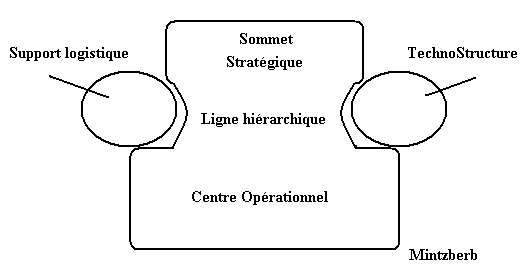 Sommet
Stratégique
Support logistique
TechnoStructure
Ligne hiérarchique
Centre Opérationnel
Mintzberb